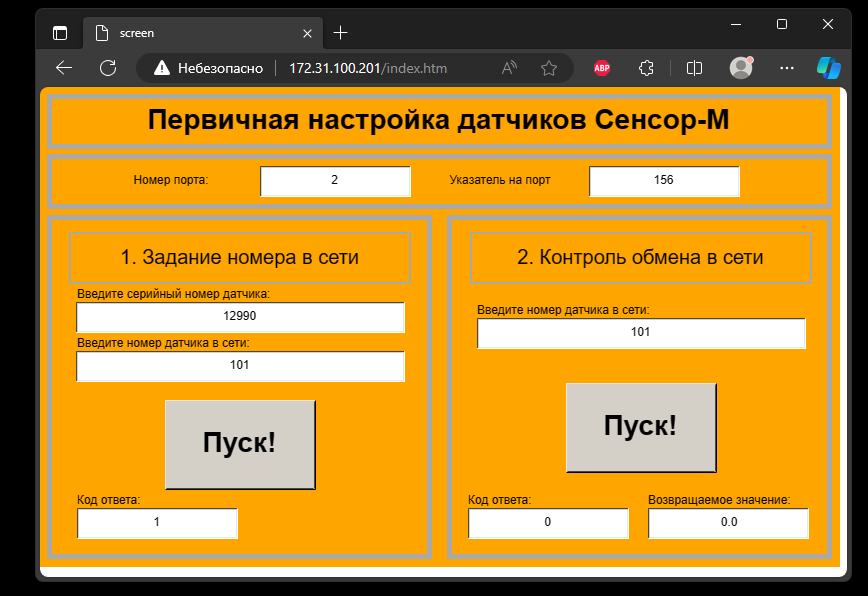 screen
Небезопасно
172.31.100.201/index.htm
ABP
Первичная настройка датчиков Сенсор-М
Номер порта:
2
Указатель на порт
156
1. Задание номера в сети
Введите серийный номер датчика:
12990
Введите номер датчика в сети:
101
Пуск!
Код ответа:
1
2. Контроль обмена в сети
Введите номер датчика в сети:
101
Пуск!
Код ответа:
0
Возвращаемое значение:
0.0